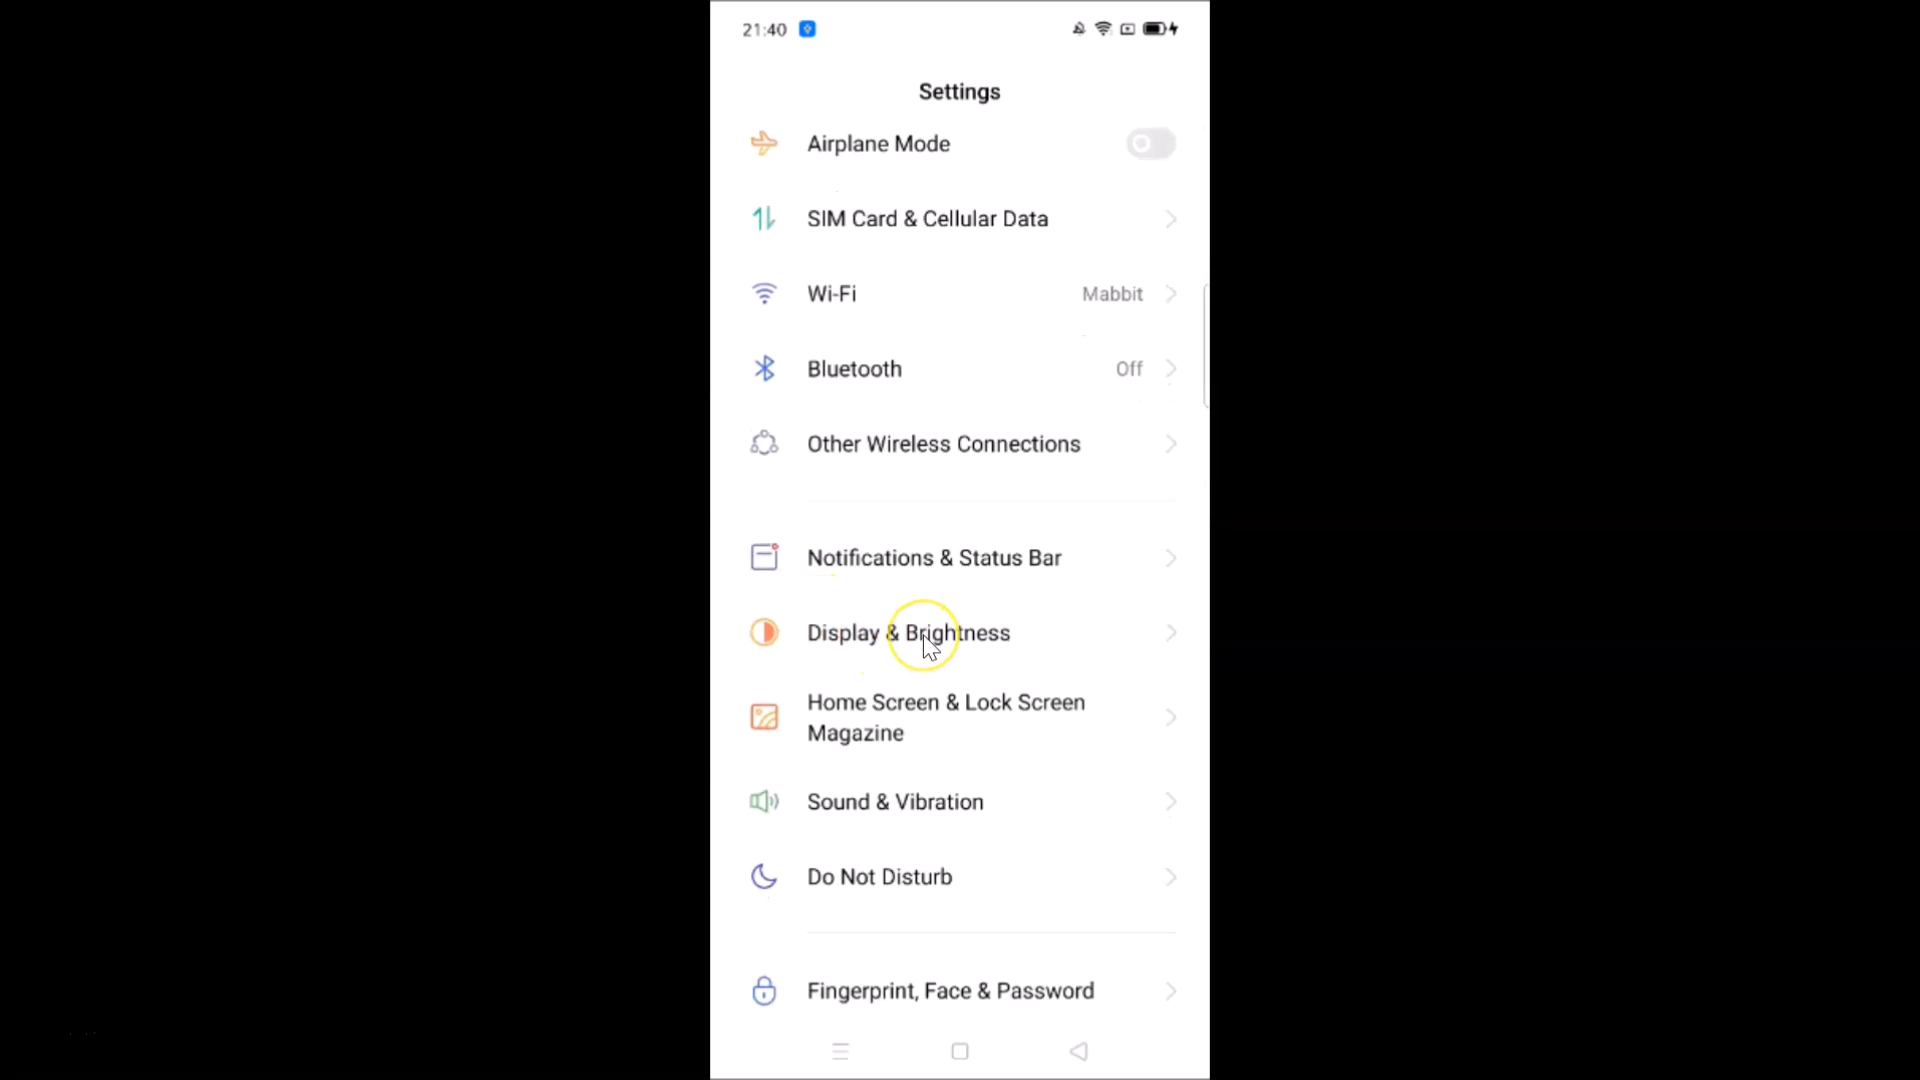 21:40
Settings
Airplane Mode
SIM Card & Cellular Data
Wi-Fi Mabbit
Bluetooth Off
Other Wireless Connections
Notifications & Status Bar
Display & Brightness
Home Screen & Lock Screen
Magazine
Sound & Vibration
Do Not Disturb
Fingerprint, Face & Password